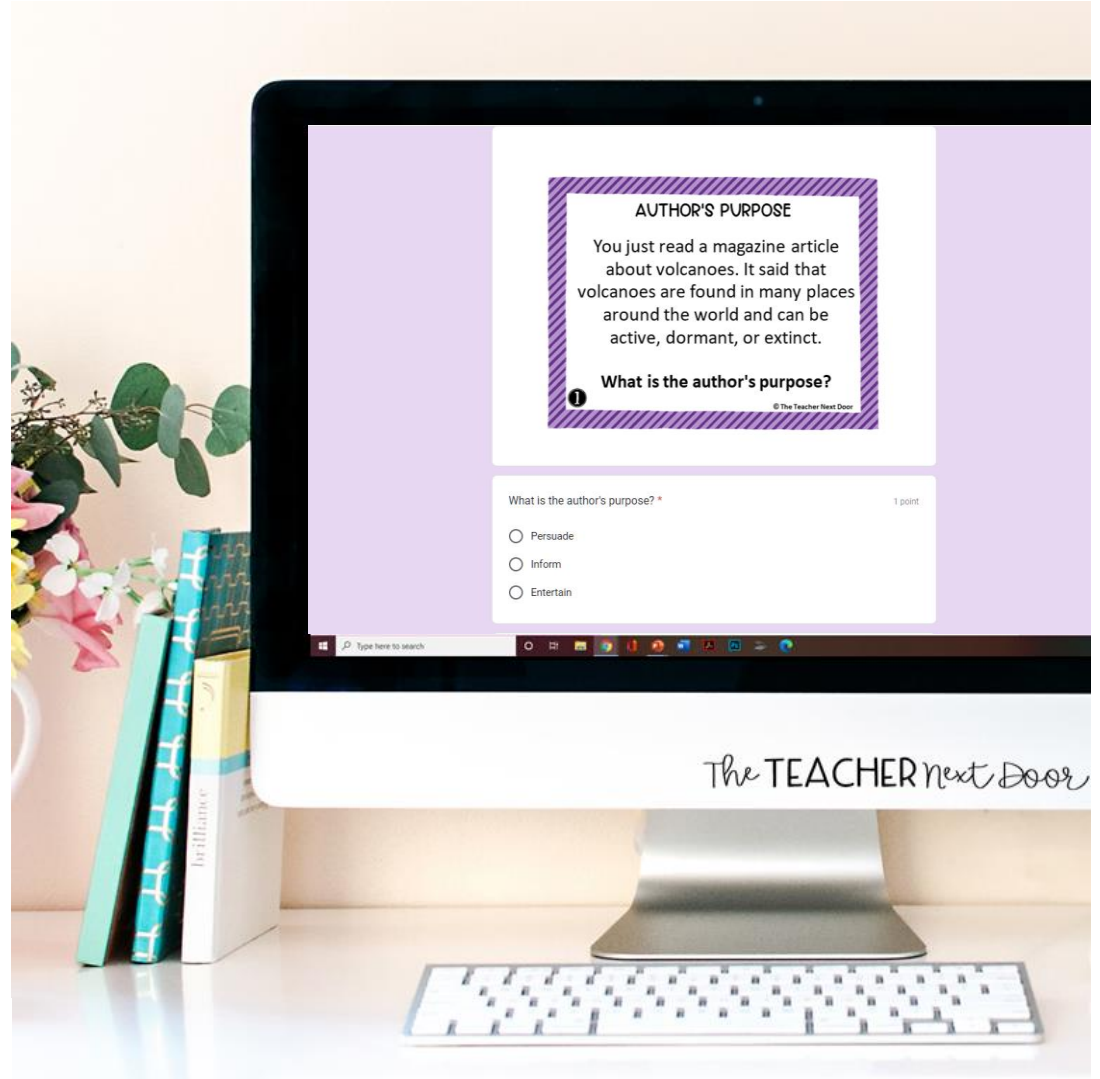 AUTHOR'S PURPOSE
You just read a magazine article
about volcanoes. It said that
volcanoes are found in many places
around the world and can be
active, dormant, or extinct.
What is the author's purpose?
1
© The Teacher Next Door
What is the author's purpose? *
1 point
Persuade
Inform
Entertain
Type here to search
The TEACHER Next Door
brilliance